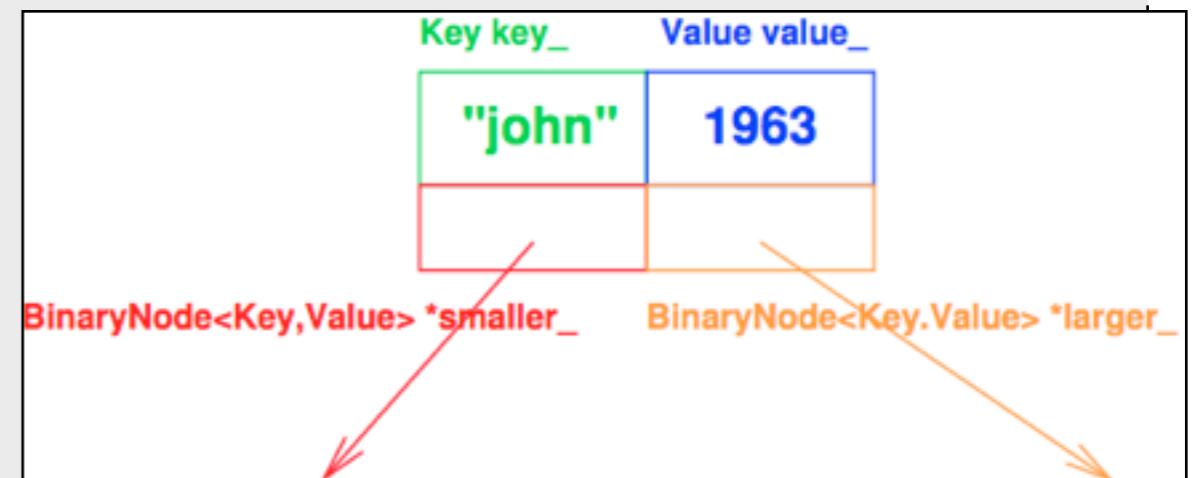 Key key_ Value value_
"john" 1963
BinaryNode<Key,Value> *smaller_ BinaryNode<Key.Value> *larger_